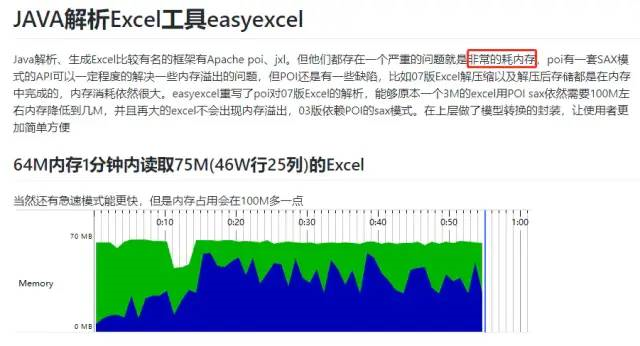 JAVA解析Excel工具easyexcel
Java解析、生成Excel比较有名的框架有Apache poi、jxl。但他们都存在一个严重的问题就是非常的耗内存，poi有一套SAX模
式的API可以一定程度的解决一些内存溢出的问题，但POI还是有一些缺陷，比如07版Excel解压缩以及解压后存储都是在内存
中完成的，内存消耗依然很大。easyexcel重写了poi对07版Excel的解析，能够原本一个3M的excel用POI sax依然需要100M左
右内存降低到几M，并且再大的excel不会出现内存溢出，03版依赖POI的sax模式。在上层做了模型转换的封装，让使用者更
加简单方便
64M内存1分钟内读取75M(46W行25列)的Excel
当然还有急速模式能更快，但是内存占用会在100M多一点
0:10 0:20 0:30 0:40 0:50 1:00
70 MB
Memory
0 MB